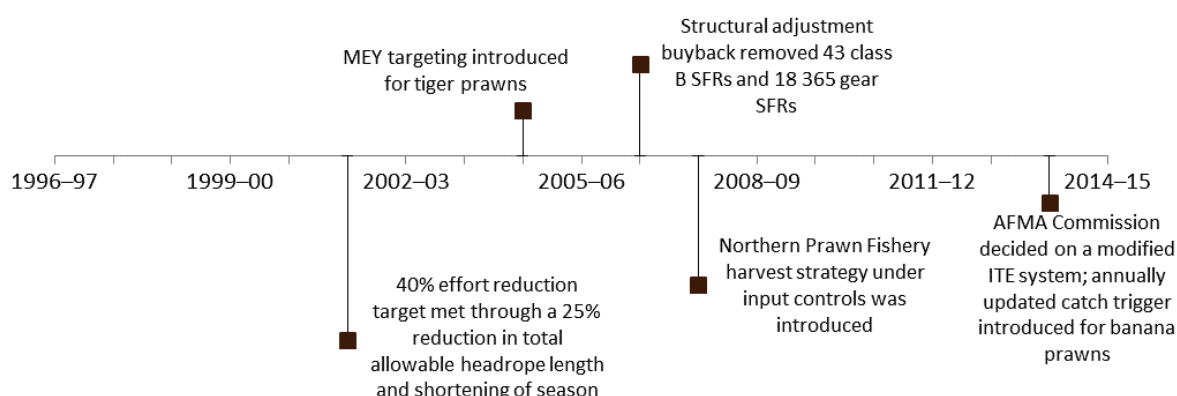 Structural adjustment
buyback removed 43 class
B SFRs and 18 365 gear
SFRs
MEY targeting introduced
for tiger prawns
1996–97
1999–00
2002–03
2005–06
2008–09
2011–12
2014–15
40% effort reduction
target met through a 25%
reduction in total
allowable headrope length
and shortening of season
Northern Prawn Fishery
harvest strategy under
input controls was
introduced
AFMA Commission
decided on a modified
ITE system; annually
updated catch trigger
introduced for banana
prawns